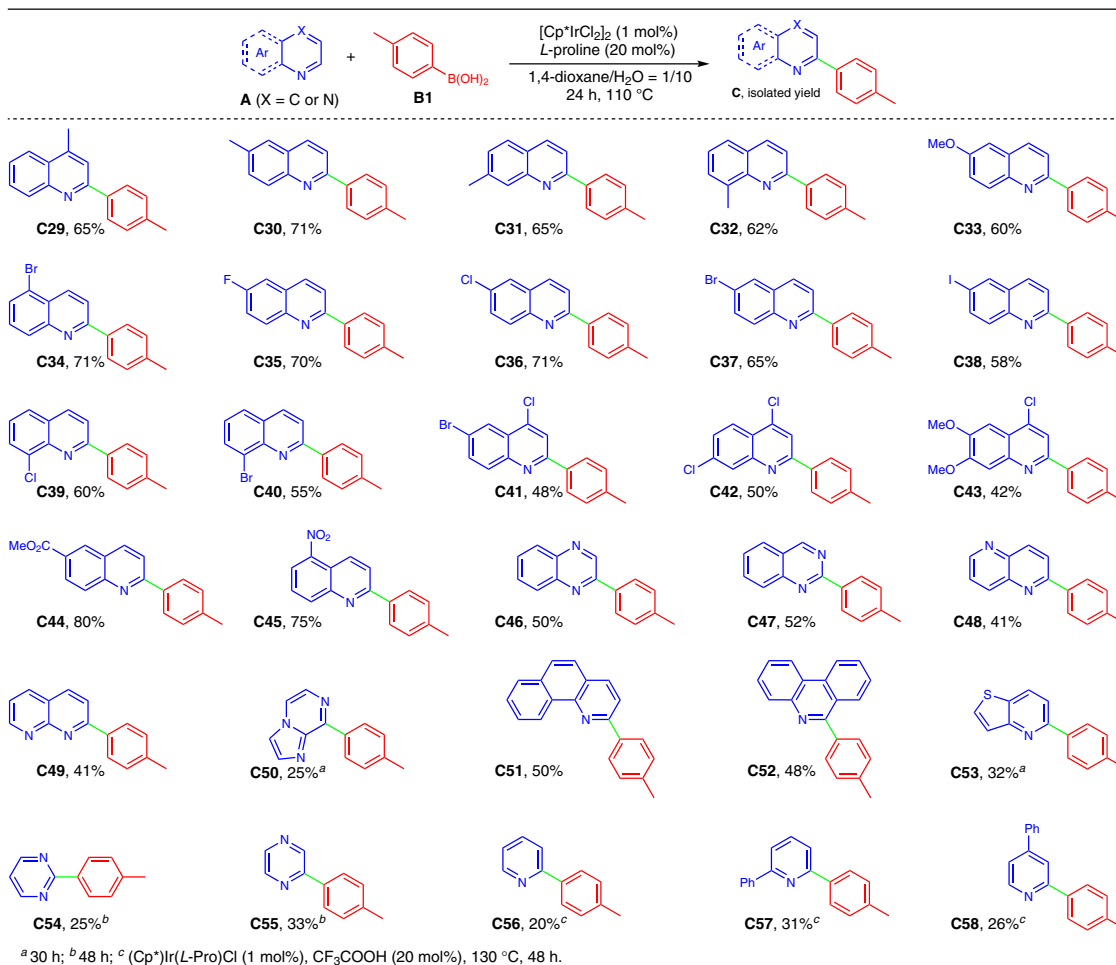 [Cp*IrCl2]2 (1 mol%)
L-proline (20 mol%)
1,4-dioxane/H2O = 1/10
24 h, 110 °C
Ar X N
+
B(OH)2
Ar X N
A (X = C or N)
B1
C, isolated yield
N
C29, 65%
N
C30, 71%
N
C31, 65%
N
C32, 62%
MeO N
C33, 60%
Br N
C34, 71%
F N
C35, 70%
Cl N
C36, 71%
Br N
C37, 65%
I N
C38, 58%
N Cl
C39, 60%
N Br
C40, 55%
Cl Br N
C41, 48%
Cl Cl N
C42, 50%
Cl MeO MeO N
C43, 42%
MeO2C N
C44, 80%
NO2 N
C45, 75%
N N
C46, 50%
N N
C47, 52%
N N
C48, 41%
N N
C49, 41%
N N N
C50, 25%a
N
C51, 50%
N
C52, 48%
S N
C53, 32%a
N N
C54, 25%b
N N
C55, 33%b
N
C56, 20%c
Ph N
C57, 31%c
Ph N
C58, 26%c
a 30 h; b 48 h; c (Cp*)Ir(L-Pro)Cl (1 mol%), CF3COOH (20 mol%), 130 °C, 48 h.